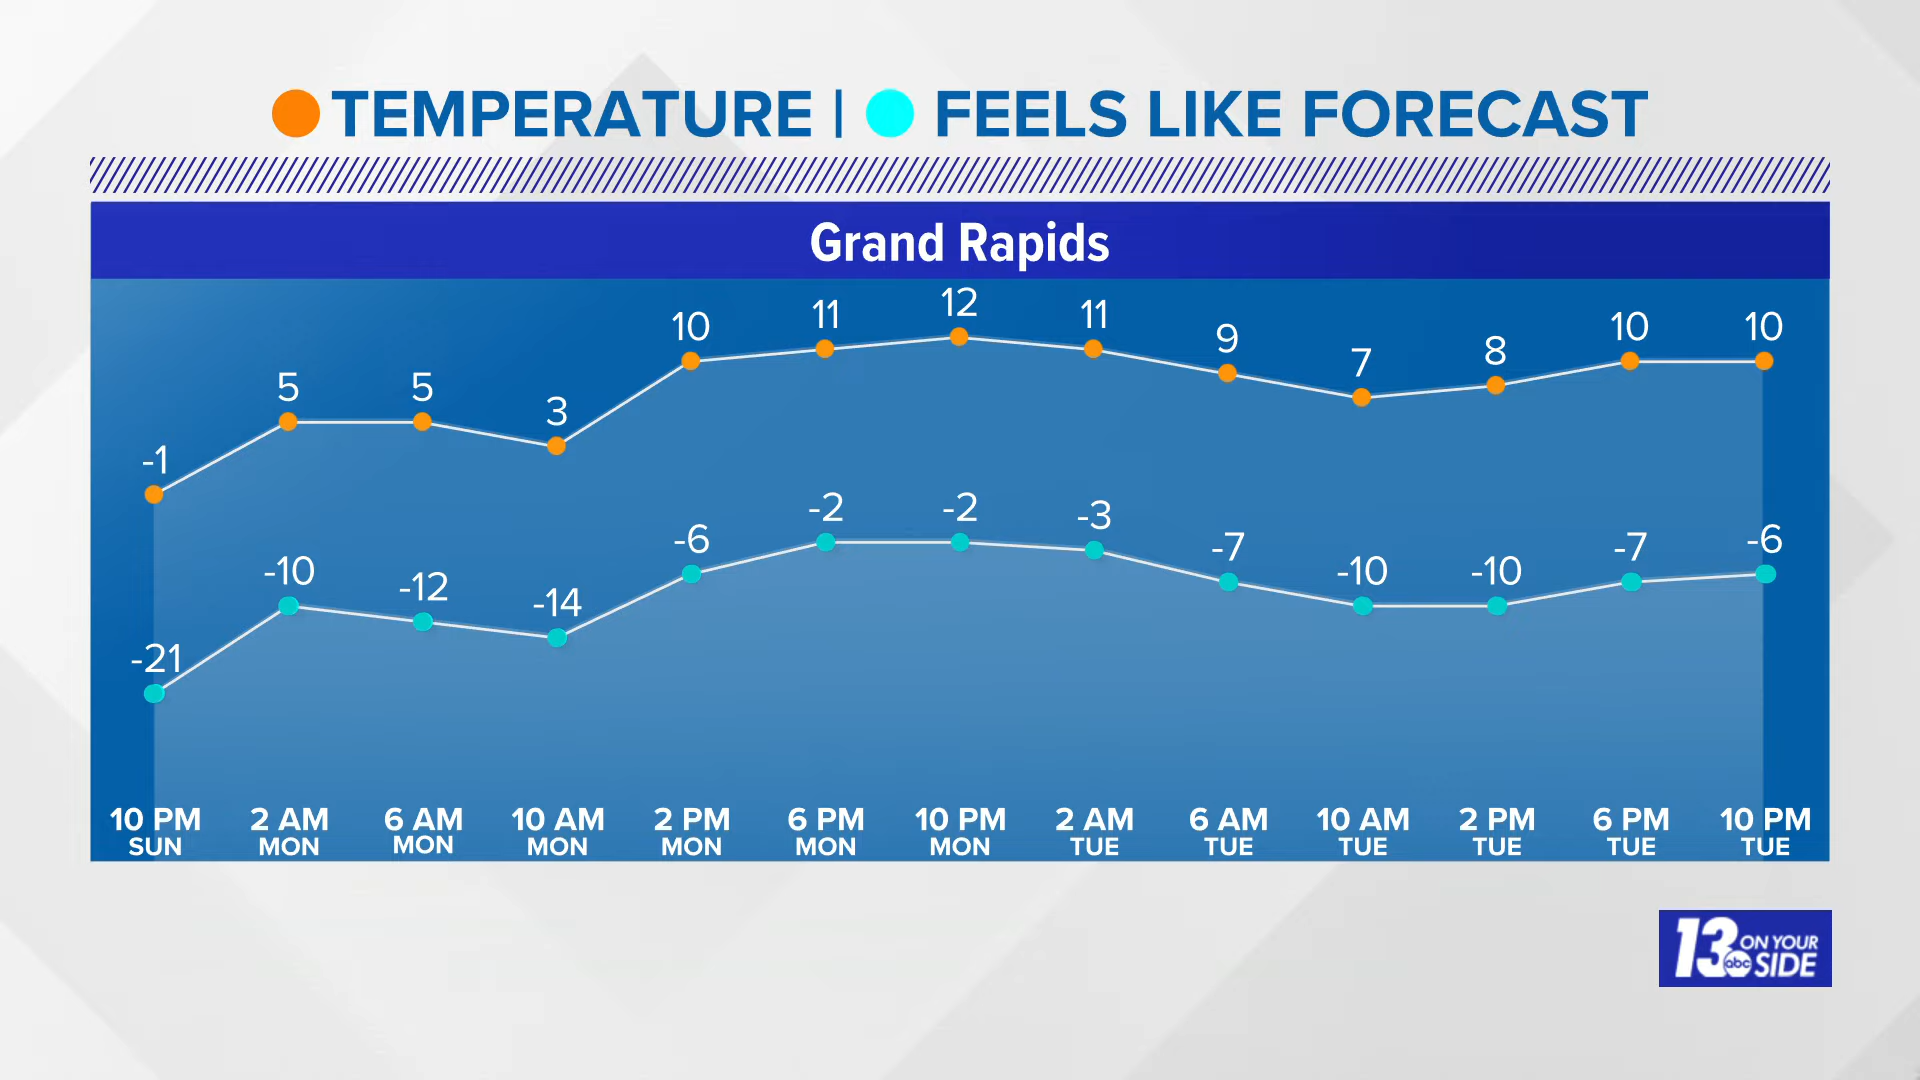 TEMPERATURE | FEELS LIKE FORECAST
Grand Rapids
-1 5 5 3 10 11 12 11 9 7 8 10 10
-21 -10 -12 -14 -6 -2 -2 -3 -7 -10 -10 -7 -6
10 PM 2 AM 6 AM 10 AM 2 PM 6 PM 10 PM 2 AM 6 AM 10 AM 2 PM 6 PM 10 PM
SUN MON MON MON MON MON MON TUE TUE TUE TUE TUE TUE
13 abc ON YOUR
SIDE